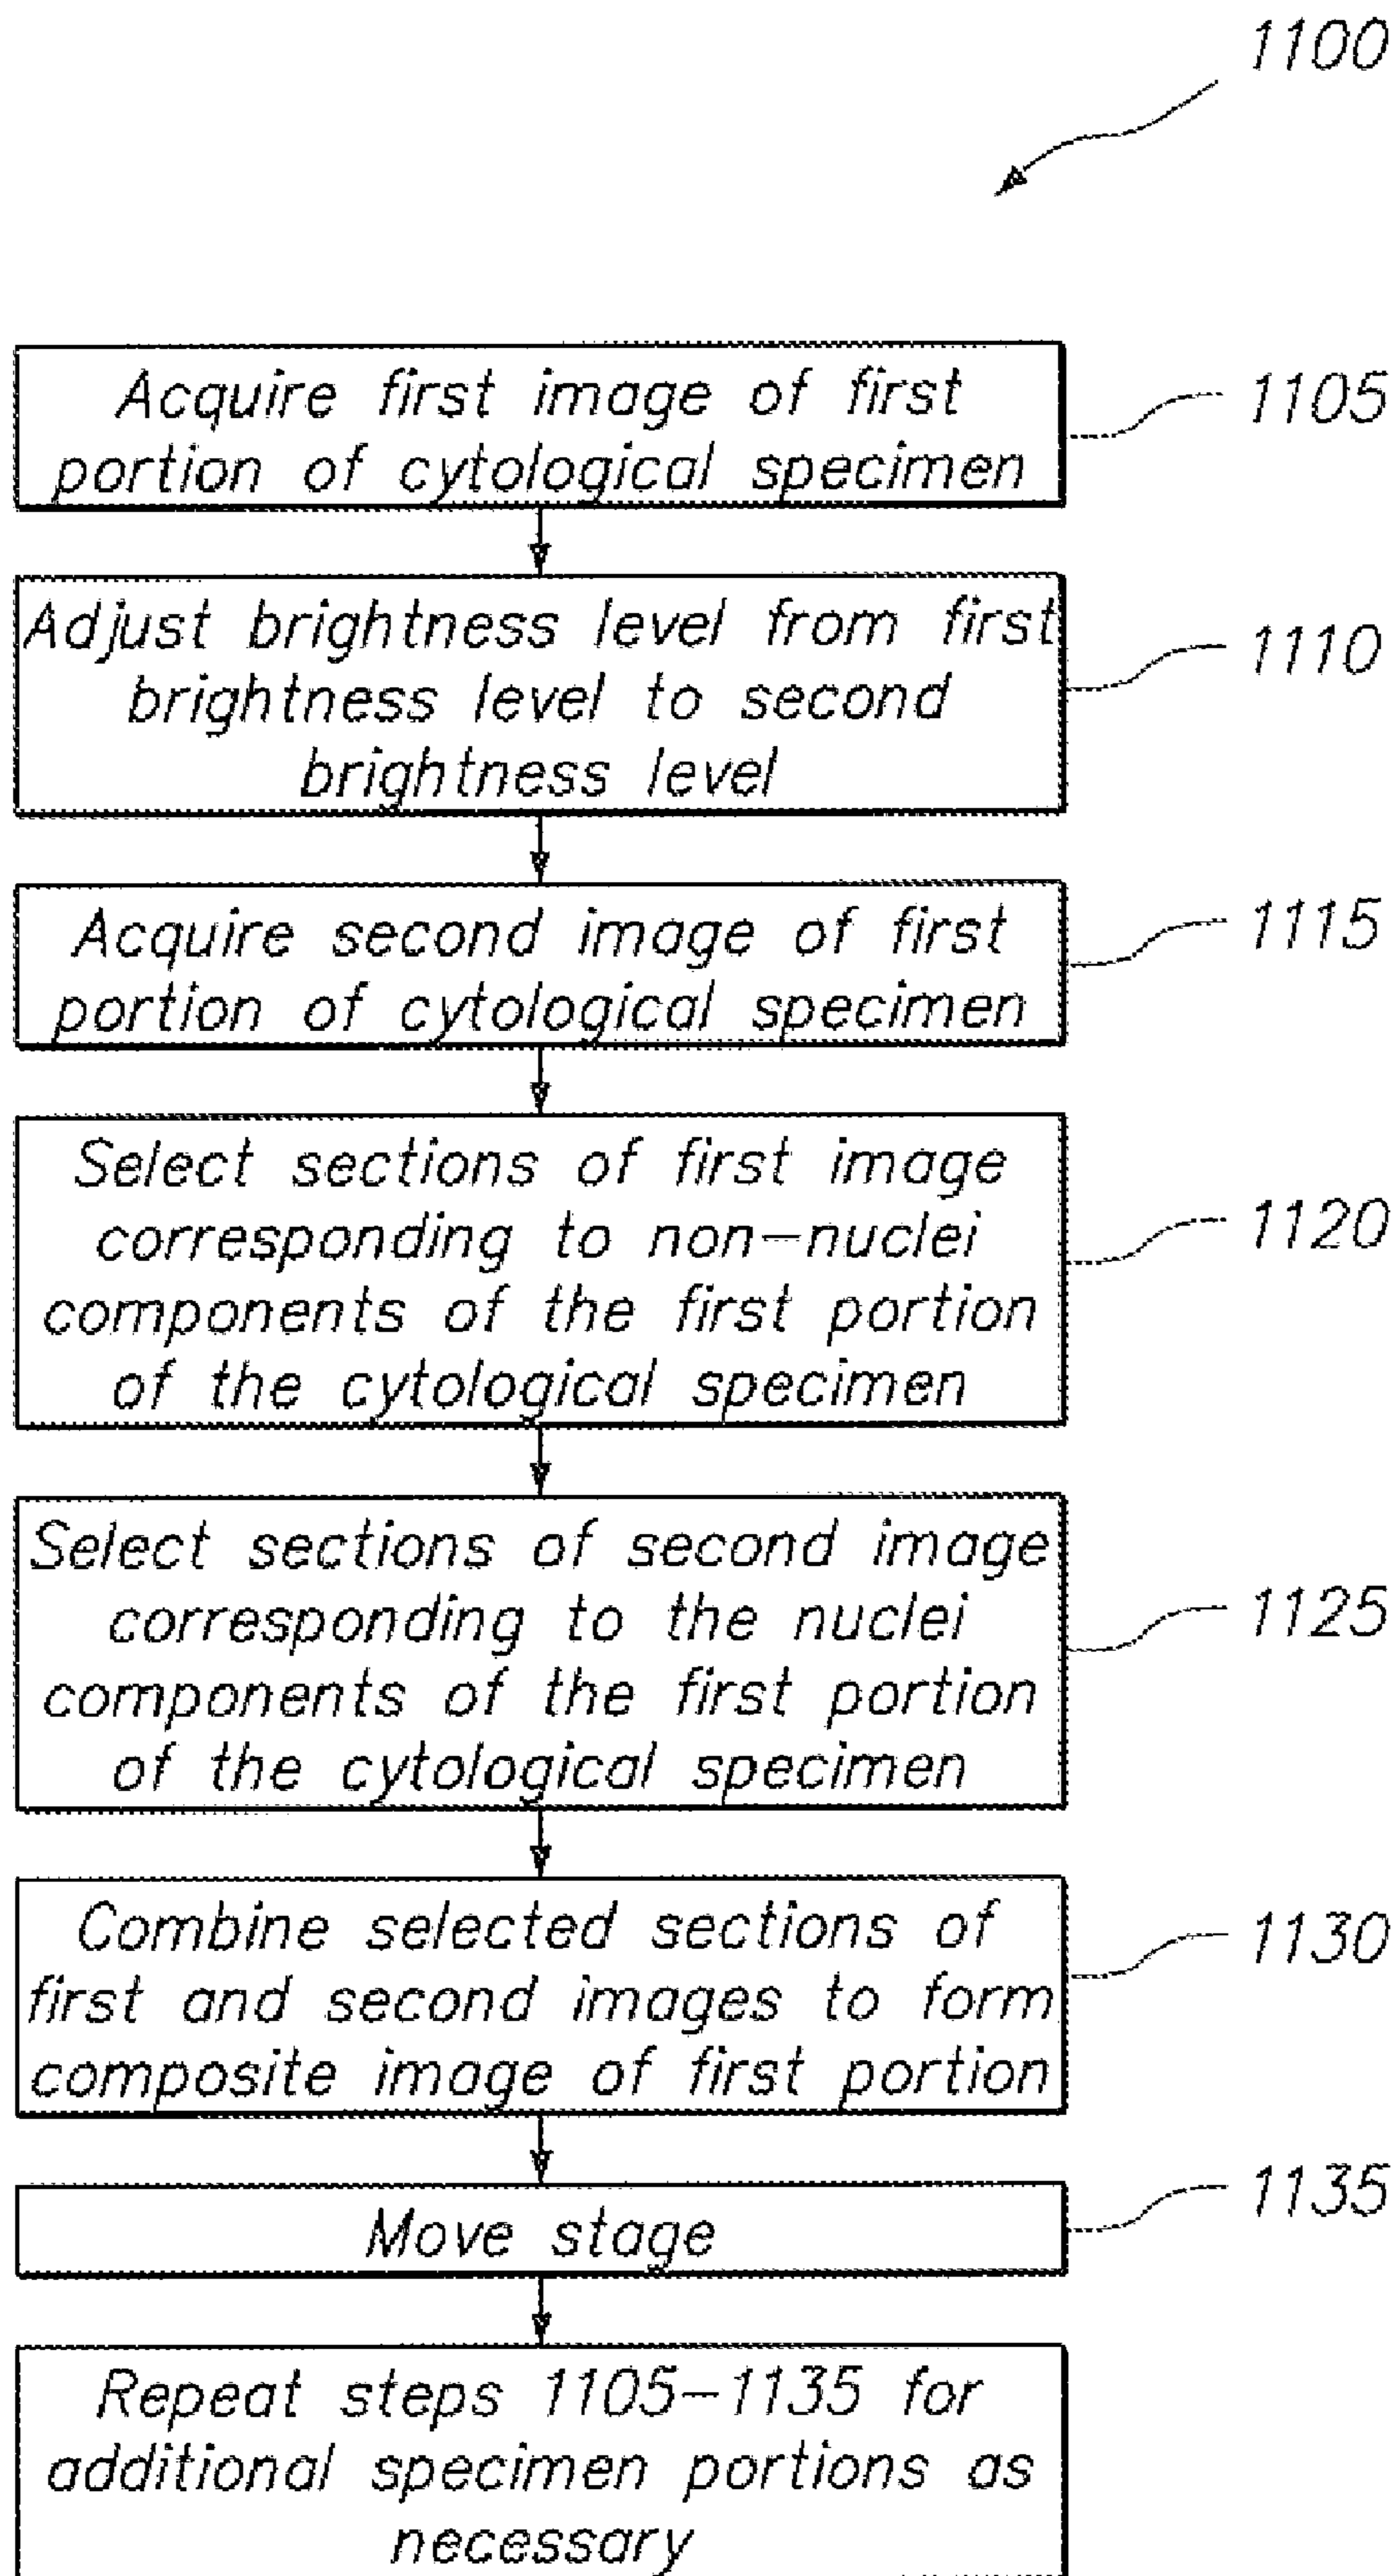 1100
Acquire first image of first
portion of cytological specimen
1105
Adjust brightness level from first
brightness level to second
brightness level
1110
Acquire second image of first
portion of cytological specimen
1115
Select sections of first image
corresponding to non-nuclei
components of the first portion
of the cytological specimen
1120
Select sections of second image
corresponding to the nuclei
components of the first portion
of the cytological specimen
1125
Combine selected sections of
first and second images to form
composite image of first portion
1130
Move stage
1135
Repeat steps 1105-1135 for
additional specimen portions as
necessary